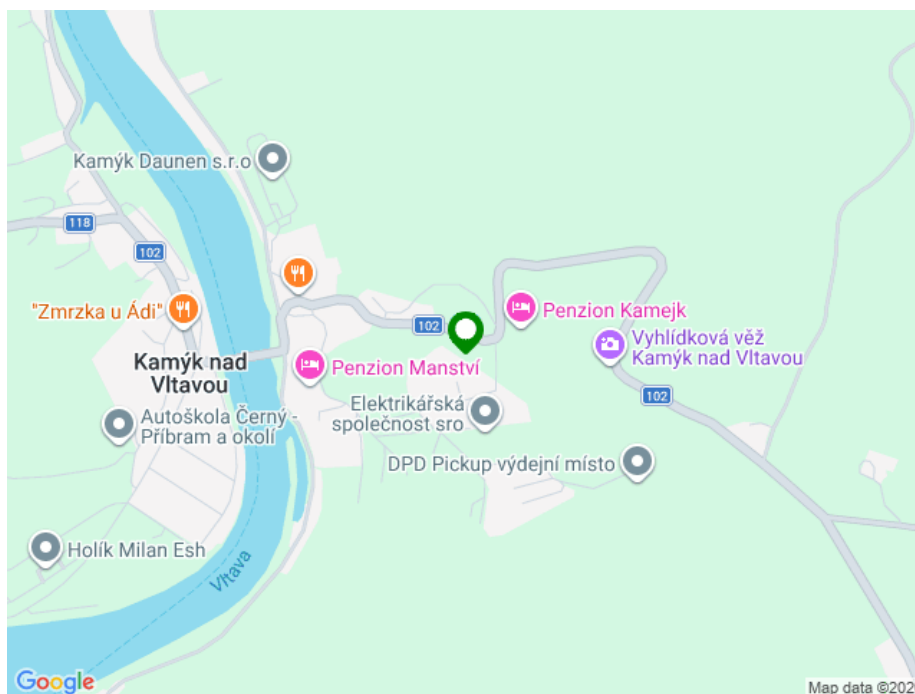 Kamýk Daunen s.r.o
118
102
"Zmrzka u Ádi"
102
Penzion Kamejk
Vyhlídková věž
Kamýk nad Vltavou
Kamýk nad
Vltavou
Penzion Manství
102
Elektrikářská
společnost sro
Autoškola Černý -
Příbram a okolí
DPD Pickup výdejní místo
Holík Milan Esh
Vltava
Google
Map data ©202